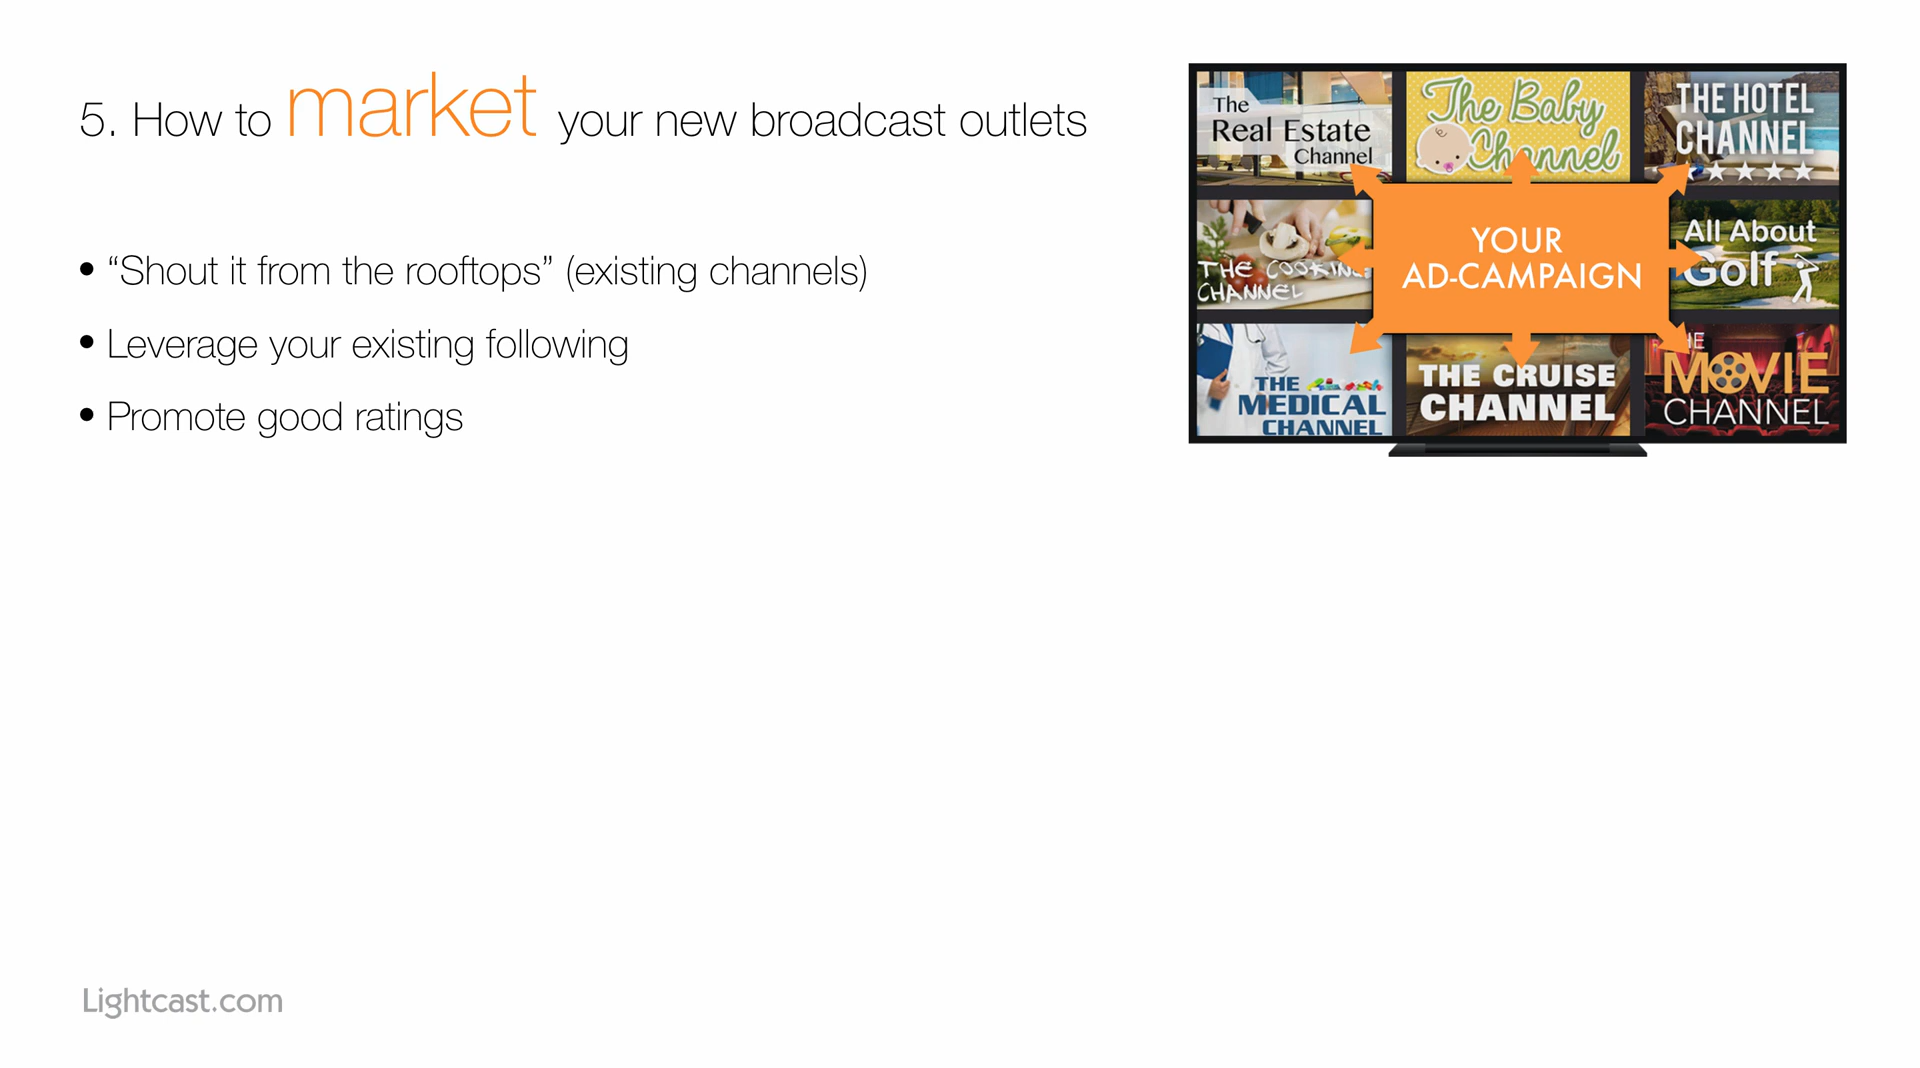 5. How to market your new broadcast outlets
• “Shout it from the rooftops” (existing channels)
• Leverage your existing following
• Promote good ratings
The
Real Estate
Channel
The Baby
Channel
THE HOTEL
CHANNEL
THE COOKING
CHANNEL
YOUR
AD-CAMPAIGN
All About
Golf
THE
MEDICAL
CHANNEL
THE CRUISE
CHANNEL
THE
MOVIE
CHANNEL
Lightcast.com